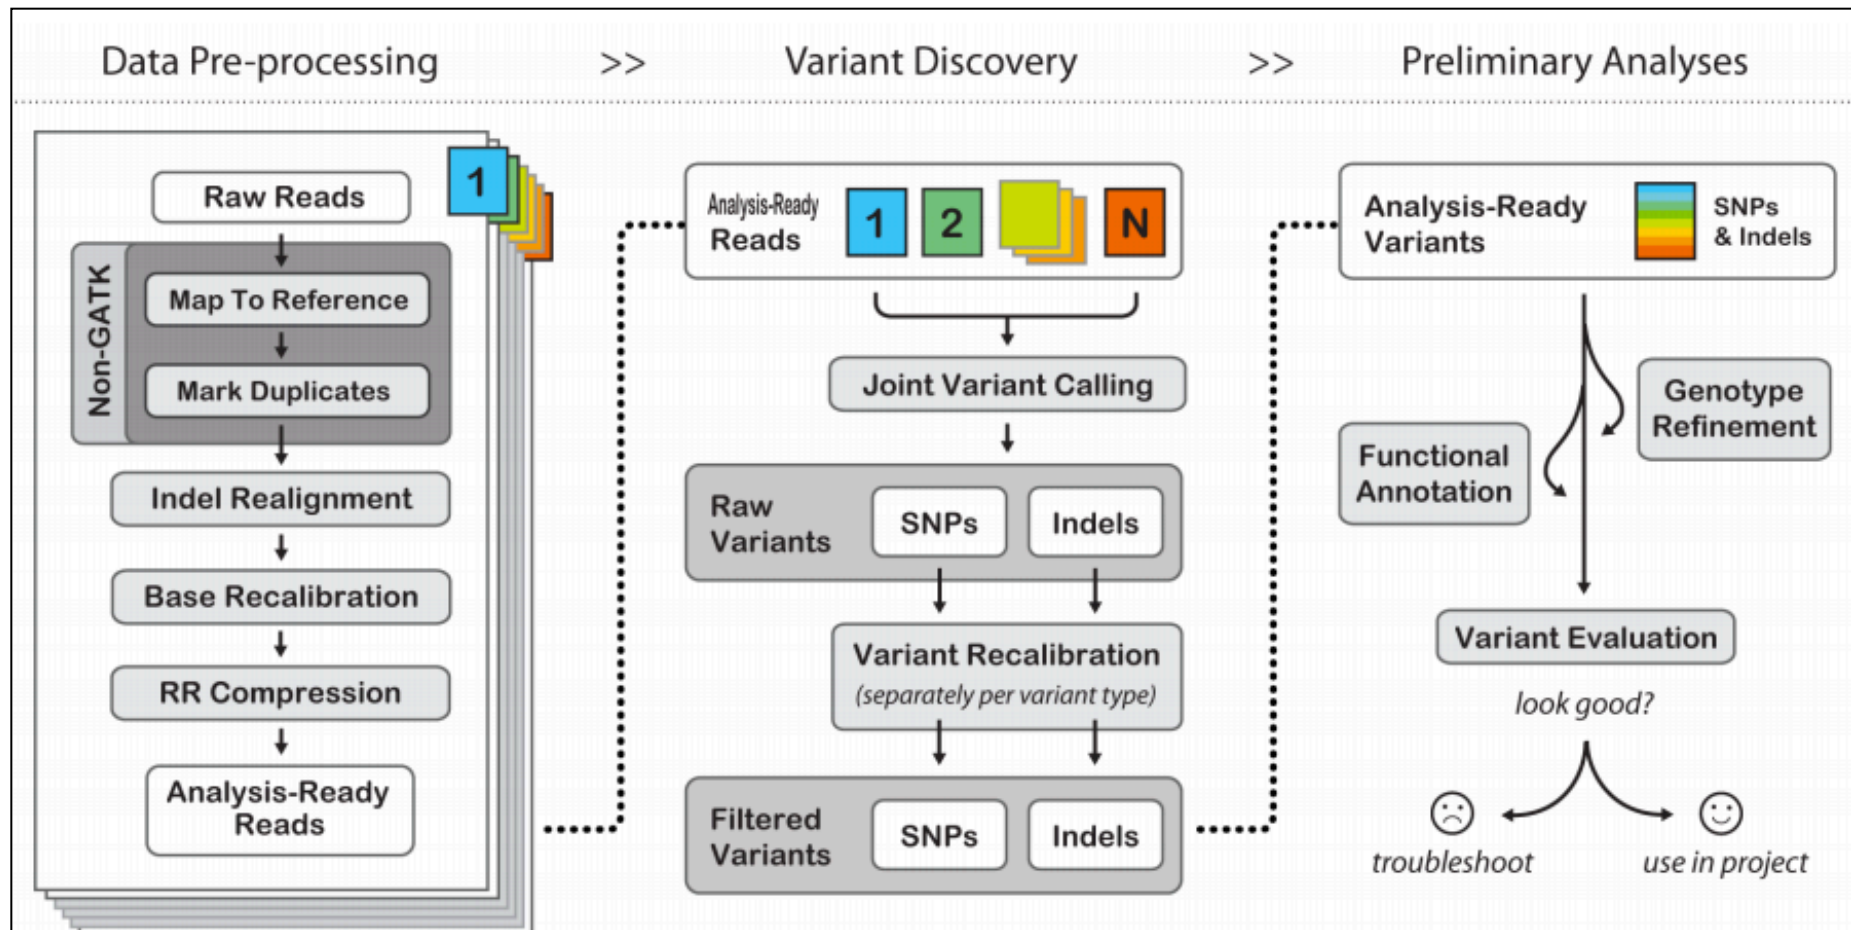 Data Pre-processing >> Variant Discovery >> Preliminary Analyses
1
Raw Reads
Non-GATK
Map To Reference
Mark Duplicates
Indel Realignment
Base Recalibration
RR Compression
Analysis-Ready
Reads
Analysis-Ready
Reads
1
2
N
Joint Variant Calling
Raw
Variants
SNPs
Indels
Variant Recalibration
(separately per variant type)
Filtered
Variants
SNPs
Indels
Analysis-Ready
Variants
SNPs
& Indels
Genotype
Refinement
Functional
Annotation
Variant Evaluation
look good?
troubleshoot
use in project